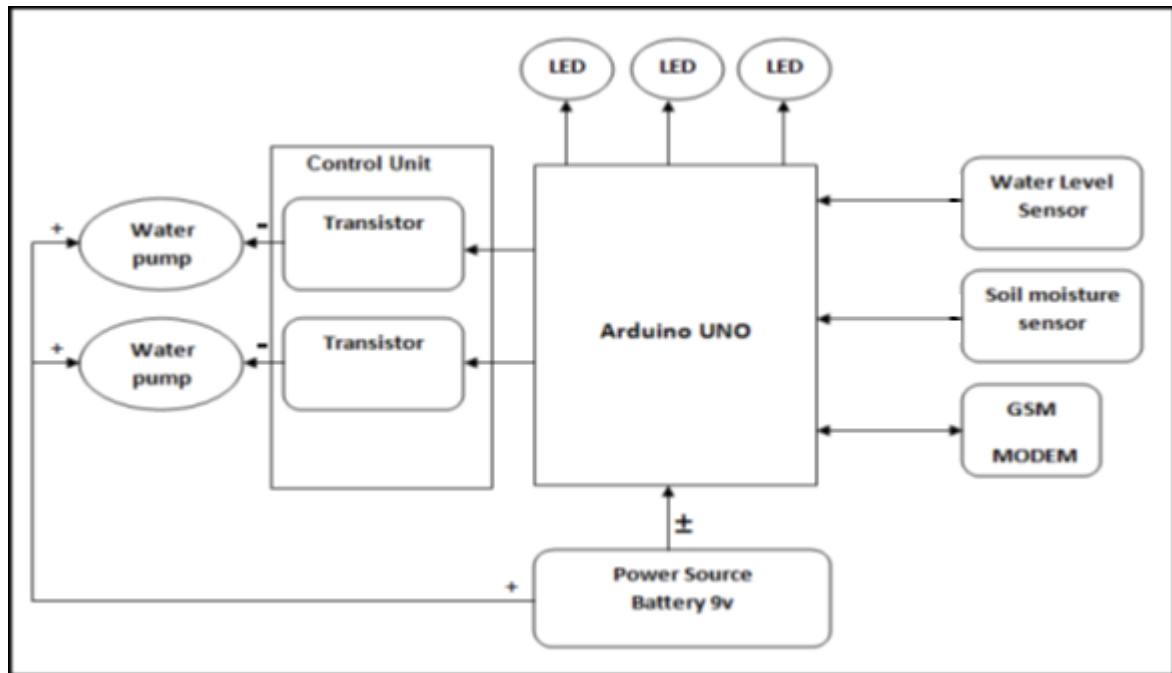 LED
LED
LED
Control Unit
Transistor
Transistor
+
Water
pump
-
+
Water
pump
-
Arduino UNO
Water Level
Sensor
-
Soil moisture
sensor
-
GSM
MODEM
±
+
Power Source
Battery 9v